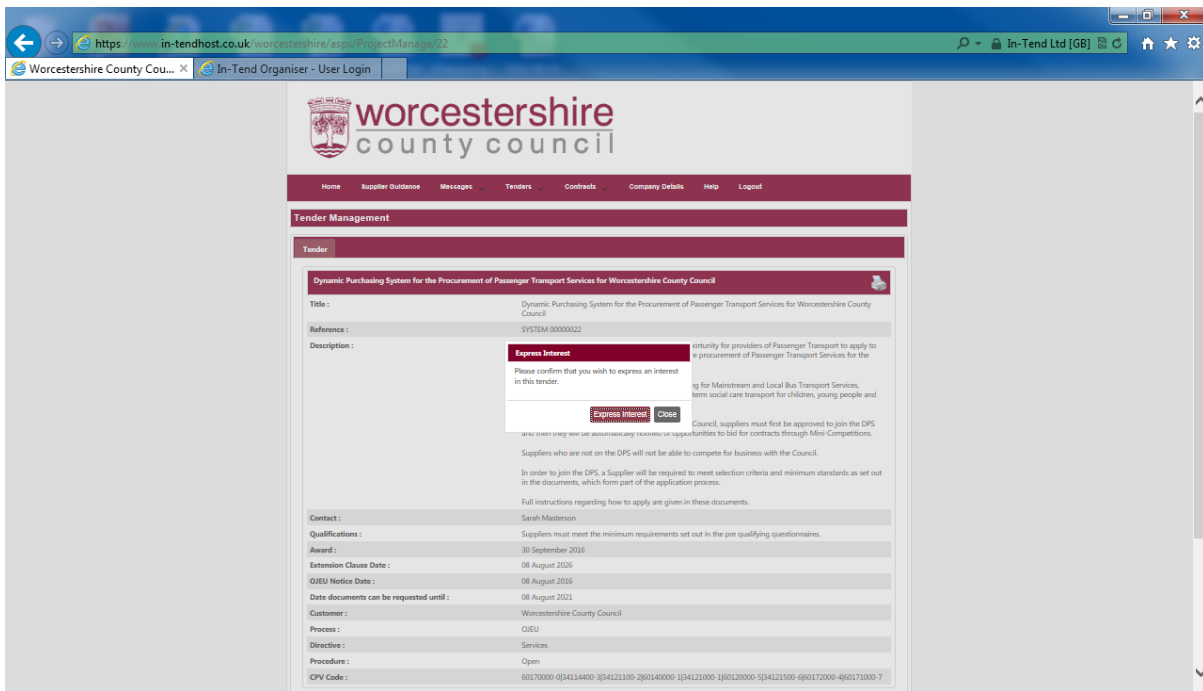 https://www.in-tendhost.co.uk/worcestershire/aspx/ProjectManage/22
In-Tend Ltd [GB]
Worcestershire County Cou...
In-Tend Organiser - User Login
worcestershire
county council
Home Supplier Guidance Messages Tenders Contracts Company Details Help Logout
Tender Management
Tender
Dynamic Purchasing System for the Procurement of Passenger Transport Services for Worcestershire County Council
Title : Dynamic Purchasing System for the Procurement of Passenger Transport Services for Worcestershire County
Council
Reference : SYSTEM 00000022
Description : ortunity for providers of Passenger Transport to apply to
e procurement of Passenger Transport Services for the
Express Interest
Please confirm that you wish to express an interest
in this tender.
Express Interest Close
g for Mainstream and Local Bus Transport Services,
term social care transport for children, young people and
Council, suppliers must first be approved to join the DPS
and then they will be automatically notified of opportunities to bid for contracts through Mini-Competitions.
Suppliers who are not on the DPS will not be able to compete for business with the Council.
In order to join the DPS, a Supplier will be required to meet selection criteria and minimum standards as set out
in the documents, which form part of the application process.
Full instructions regarding how to apply are given in these documents.
Contact : Sarah Masterson
Qualifications : Suppliers must meet the minimum requirements set out in the pre qualifying questionnaires.
Award : 30 September 2016
Extension Clause Date : 08 August 2026
OJEU Notice Date : 08 August 2016
Date documents can be requested until : 08 August 2021
Customer : Worcestershire County Council
Process : OJEU
Directive : Services
Procedure : Open
CPV Code : 60170000-0|34114400-3|34121100-2|60140000-1|34121000-1|60120000-5|34121500-6|60172000-4|60171000-7